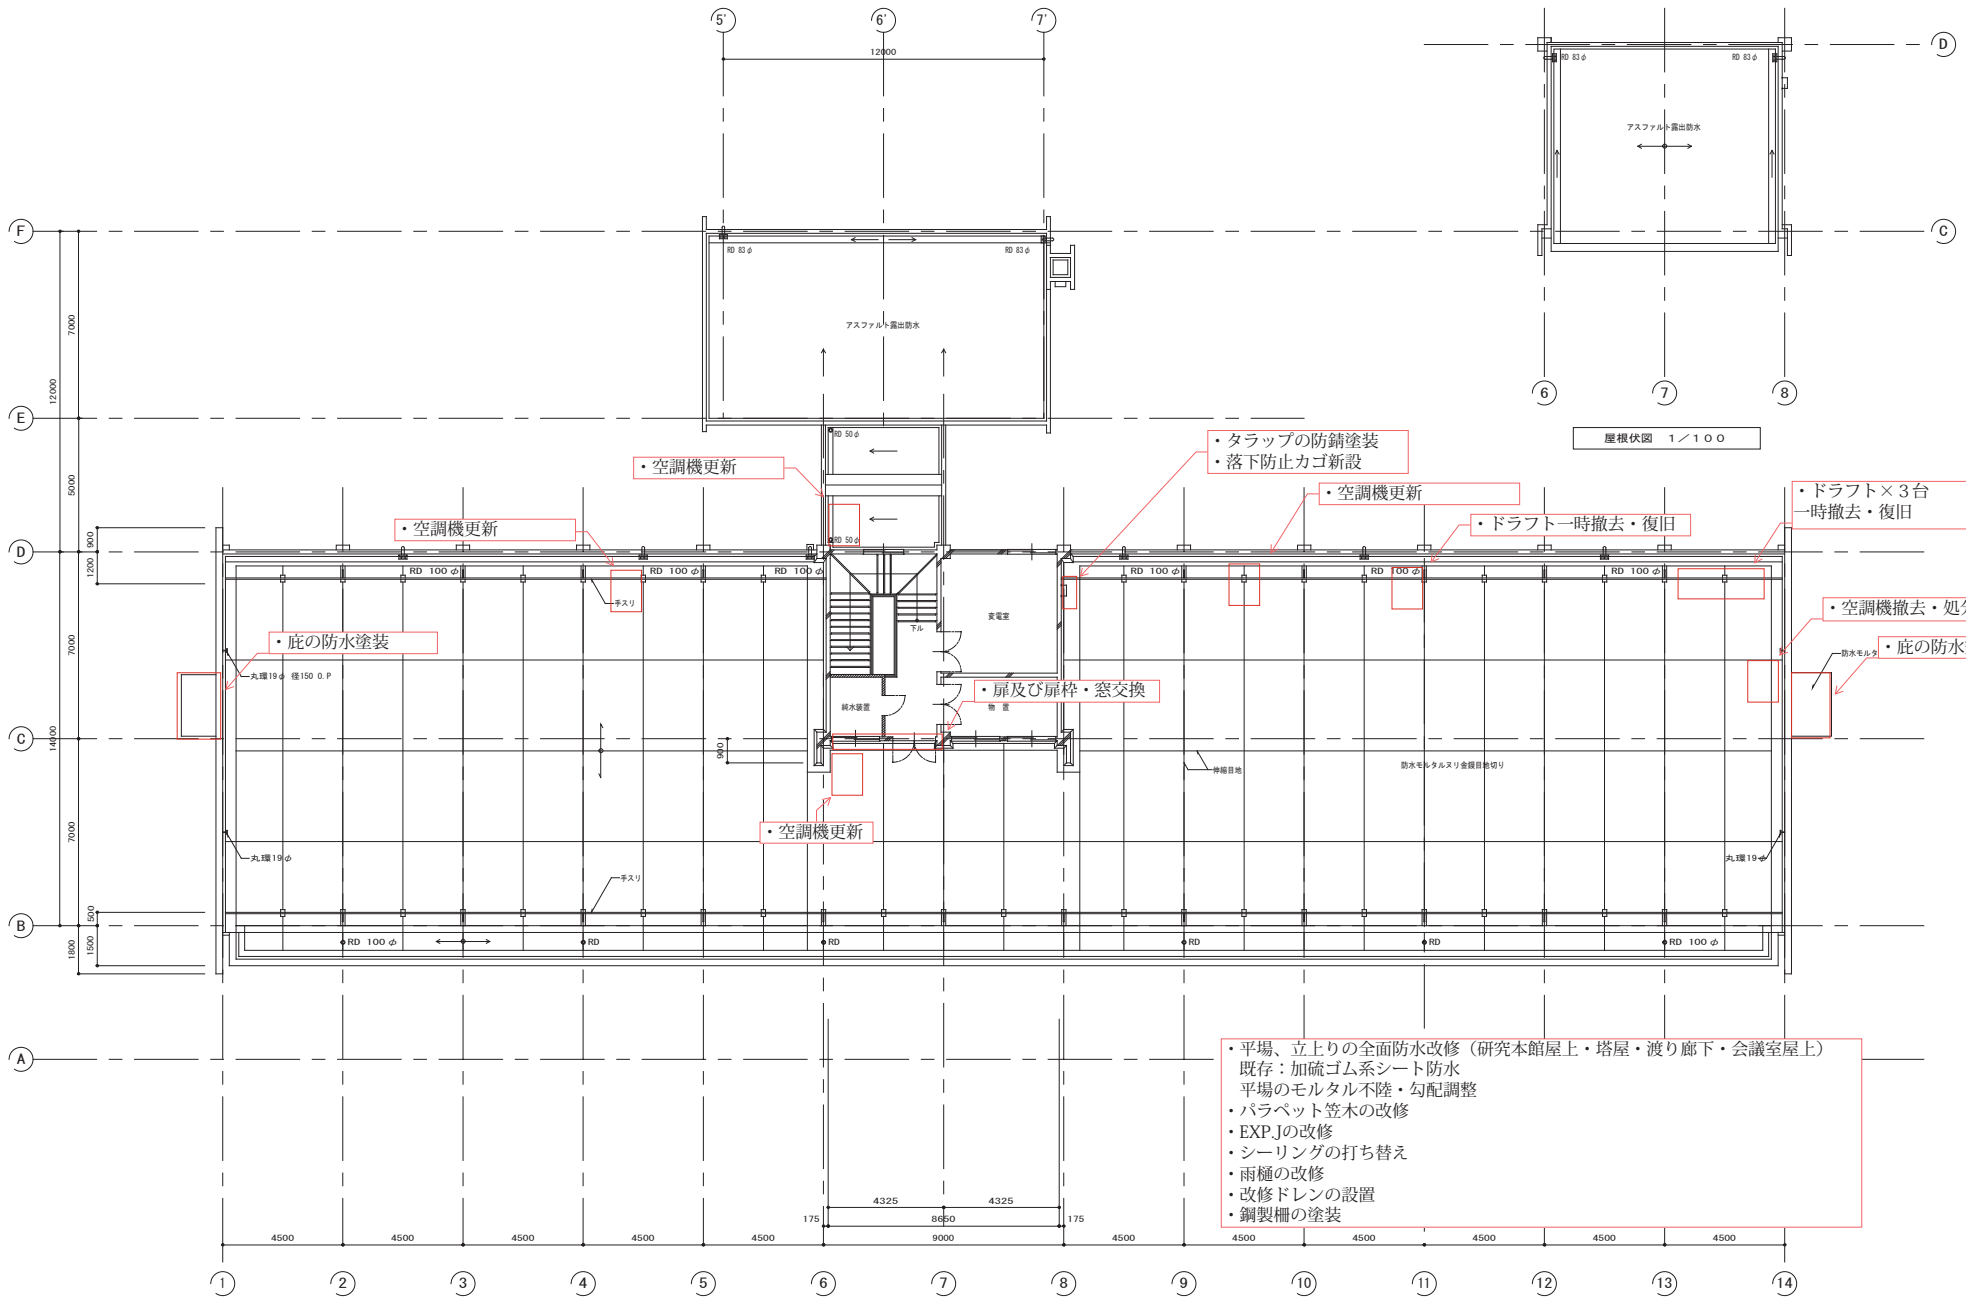 5'
6'
7'
12000
D
RD 83φ
RD 83φ
アスファルト露出防水
C
6
7
8
屋根伏図 1/100
F
RD 83φ
RD 83φ
アスファルト露出防水
7000
12000
E
5000
RD 50φ
・空調機更新
・タラップの防錆塗装
・落下防止カゴ新設
・空調機更新
・ドラフト×3台
一時撤去・復旧
・空調機更新
・ドラフト一時撤去・復旧
900
D
1200
RD 50φ
RD 100φ
RD 100φ
RD 100φ
RD 100φ
RD 100φ
RD 100φ
手スリ
変電室
下ル
・空調機撤去・処分
・庇の防水塗装
7000
丸環19φ 径150 O.P
防水モルタ
・庇の防水
・扉及び扉枠・窓交換
純水装置
物 置
C
14000
900
伸縮目地
防水モルタルヌリ金鏝目地切り
・空調機更新
7000
丸環19φ
丸環19φ
手スリ
500
B
1800
1500
RD 100φ
RD
RD
RD
RD
RD 100φ
A
・平場、立上りの全面防水改修（研究本館屋上・塔屋・渡り廊下・会議室屋上）
既存：加硫ゴム系シート防水
平場のモルタル不陸・勾配調整
・パラペット笠木の改修
・EXP.Jの改修
・シーリングの打ち替え
・雨樋の改修
・改修ドレンの設置
・鋼製柵の塗装
4325
4325
175
8650
175
4500
4500
4500
4500
4500
9000
4500
4500
4500
4500
4500
4500
1
2
3
4
5
6
7
8
9
10
11
12
13
14